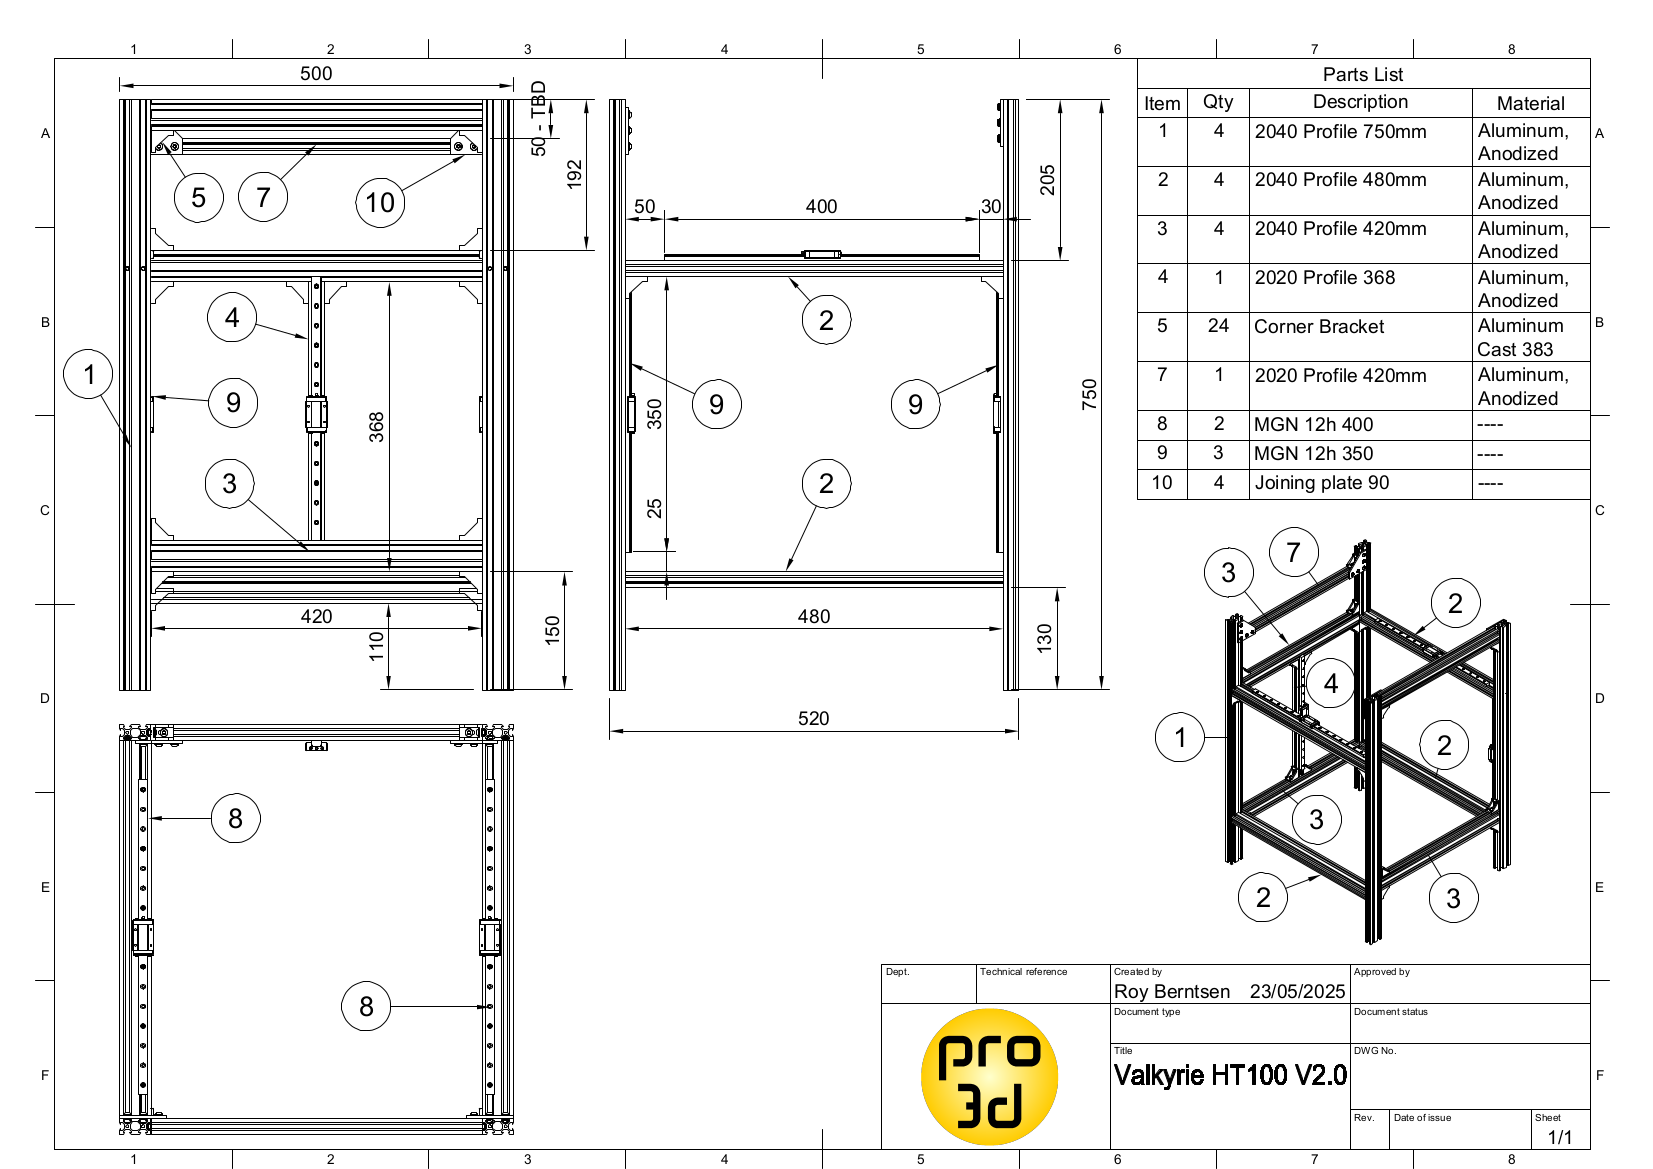 1 2 3 4 5 6 7 8
A
B
C
D
E
F
500
50 - TBD
192
5
7
10
4
1
9
368
3
420
110
150
205
50
400
30
2
9
9
350
750
2
25
480
130
520
8
8
Parts List
Item Qty Description Material
1 4 2040 Profile 750mm Aluminum,
Anodized
2 4 2040 Profile 480mm Aluminum,
Anodized
3 4 2040 Profile 420mm Aluminum,
Anodized
4 1 2020 Profile 368 Aluminum,
Anodized
5 24 Corner Bracket Aluminum
Cast 383
7 1 2020 Profile 420mm Aluminum,
Anodized
8 2 MGN 12h 400 ----
9 3 MGN 12h 350 ----
10 4 Joining plate 90 ----
A
B
C
D
E
F
7
3
2
4
1
2
3
2
3
Dept.
Technical reference
Created by
Roy Berntsen 23/05/2025
Approved by
Document type
Document status
pro
3d
Title
Valkyrie HT100 V2.0
DWG No.
Rev.
Date of issue
Sheet
1/1
1 2 3 4 5 6 7 8